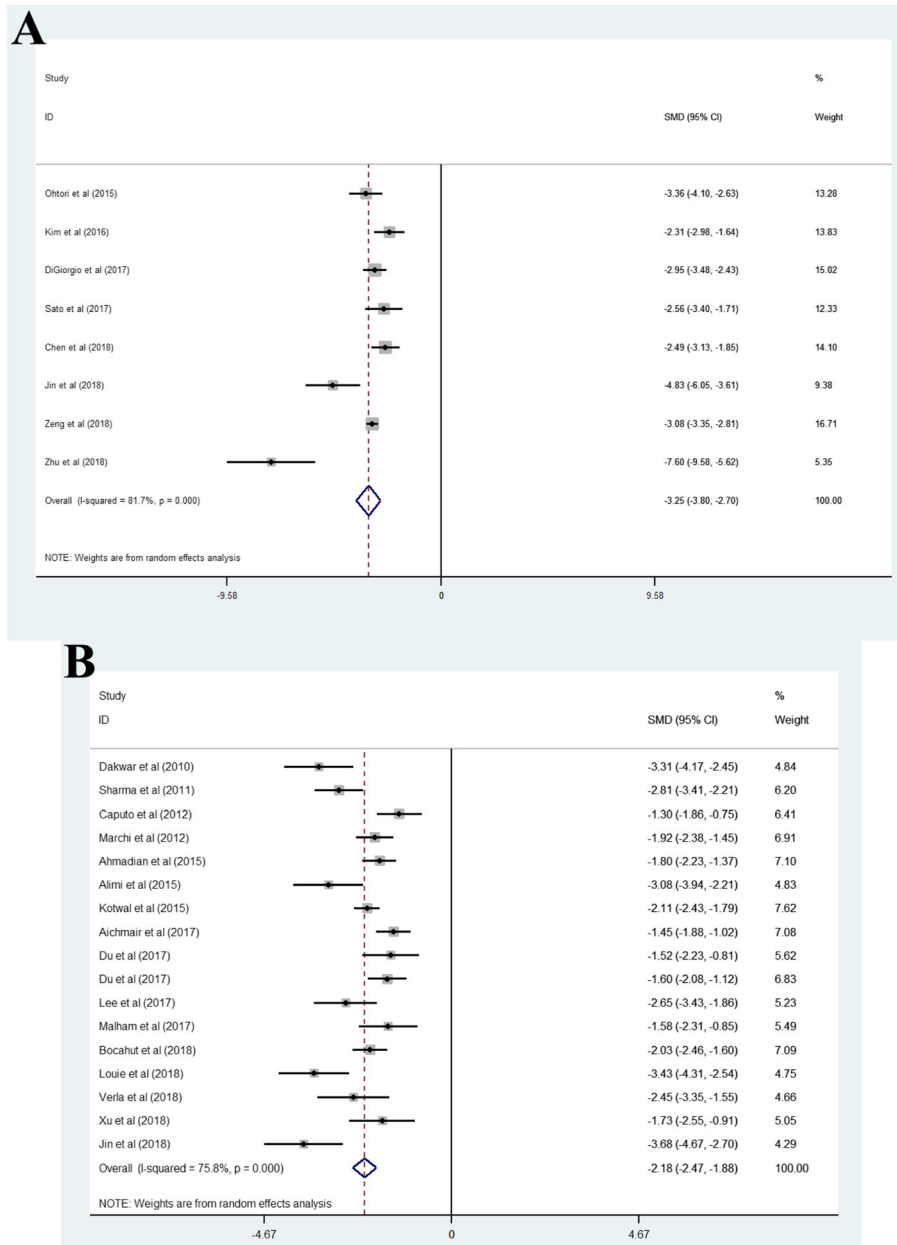 A
Study %
ID SMD (95% CI) Weight
Ohtori et al (2015) -3.36 (-4.10, -2.63) 13.28
Kim et al (2016) -2.31 (-2.98, -1.64) 13.83
DiGiorgio et al (2017) -2.95 (-3.48, -2.43) 15.02
Sato et al (2017) -2.56 (-3.40, -1.71) 12.33
Chen et al (2018) -2.49 (-3.13, -1.85) 14.10
Jin et al (2018) -4.83 (-6.05, -3.61) 9.38
Zeng et al (2018) -3.08 (-3.35, -2.81) 16.71
Zhu et al (2018) -7.60 (-9.58, -5.62) 5.35
Overall (I-squared = 81.7%, p = 0.000) -3.25 (-3.80, -2.70) 100.00
NOTE: Weights are from random effects analysis
-9.58 0 9.58
B
Study %
ID SMD (95% CI) Weight
Dakwar et al (2010) -3.31 (-4.17, -2.45) 4.84
Sharma et al (2011) -2.81 (-3.41, -2.21) 6.20
Caputo et al (2012) -1.30 (-1.86, -0.75) 6.41
Marchi et al (2012) -1.92 (-2.38, -1.45) 6.91
Ahmadian et al (2015) -1.80 (-2.23, -1.37) 7.10
Alimi et al (2015) -3.08 (-3.94, -2.21) 4.83
Kotwal et al (2015) -2.11 (-2.43, -1.79) 7.62
Aichmair et al (2017) -1.45 (-1.88, -1.02) 7.08
Du et al (2017) -1.52 (-2.23, -0.81) 5.62
Du et al (2017) -1.60 (-2.08, -1.12) 6.83
Lee et al (2017) -2.65 (-3.43, -1.86) 5.23
Malham et al (2017) -1.58 (-2.31, -0.85) 5.49
Bocahut et al (2018) -2.03 (-2.46, -1.60) 7.09
Louie et al (2018) -3.43 (-4.31, -2.54) 4.75
Verla et al (2018) -2.45 (-3.35, -1.55) 4.66
Xu et al (2018) -1.73 (-2.55, -0.91) 5.05
Jin et al (2018) -3.68 (-4.67, -2.70) 4.29
Overall (I-squared = 75.8%, p = 0.000) -2.18 (-2.47, -1.88) 100.00
NOTE: Weights are from random effects analysis
-4.67 0 4.67